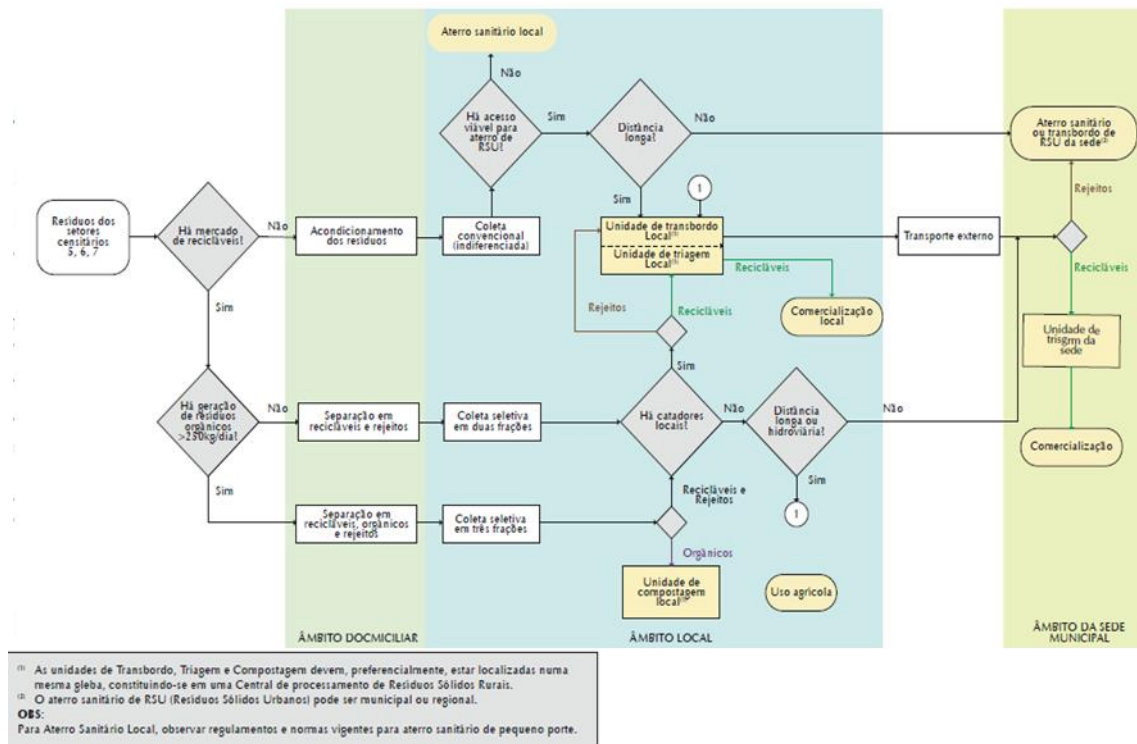 Aterro sanitário local
Não
Há acesso
viável para
aterro de
RSU!
Sim
Distância
longa!
Não
Aterro sanitário
ou transbordo de
RSU da sede⁽²⁾
Rejeitos
Resíduos dos
setores
censitários
5, 6, 7
Há mercado
de recicláveis!
Não
Acondicionamento
dos resíduos
Coleta
convencional
(indiferenciada)
Sim
1
Unidade de transbordo
Local⁽¹⁾
Unidade de triagem
Local⁽¹⁾
Transporte externo
Recicláveis
Recicláveis
Comercialização
local
Sim
Rejeitos
Recicláveis
Unidade de
trisgrm da
sede
Sim
Há geração
de resíduos
orgânicos
>230kg/dia!
Não
Separação em
recicláveis e rejeitos
Coleta seletiva
em duas frações
Há catadores
locais!
Não
Distância
longa ou
hidroviária!
Não
Comercialização
Sim
Recicláveis e
Rejeitos
Sim
1
Separação em
recicláveis, orgânicos
e rejeitos
Coleta seletiva
em três frações
Orgânicos
Unidade de
compostagem
local⁽¹⁾
Uso agrícola
ÂMBITO DOCMICILIAR
ÂMBITO LOCAL
ÂMBITO DA SEDE
MUNICIPAL
⁽¹⁾ As unidades de Transbordo, Triagem e Compostagem devem, preferencialmente, estar localizadas numa
mesma gleba, constituindo-se em uma Central de processamento de Resíduos Sólidos Rurais.
⁽²⁾ O aterro sanitário de RSU (Resíduos Sólidos Urbanos) pode ser municipal ou regional.
OBS:
Para Aterro Sanitário Local, observar regulamentos e normas vigentes para aterro sanitário de pequeno porte.